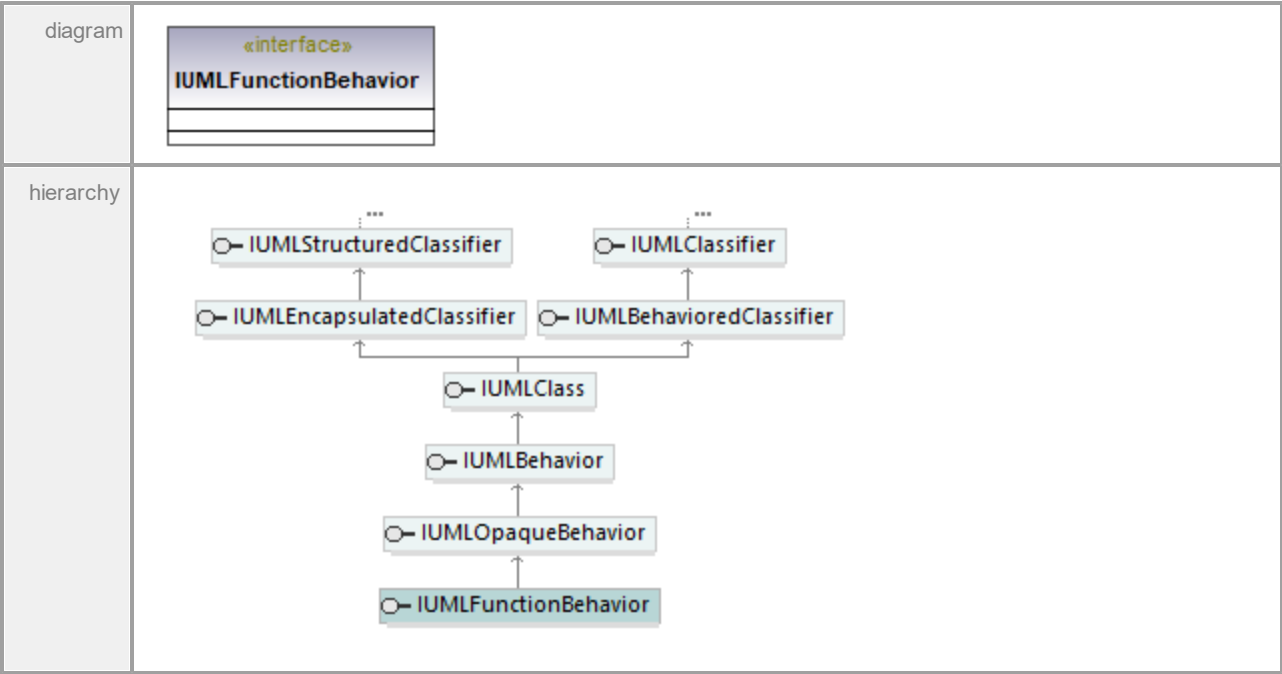 diagram
«interface»
IUMLFunctionBehavior
hierarchy
... ...
IUMLStructuredClassifier IUMLClassifier
IUMLEncapsulatedClassifier IUMLBehavioredClassifier
IUMLClass
IUMLBehavior
IUMLOpaqueBehavior
IUMLFunctionBehavior